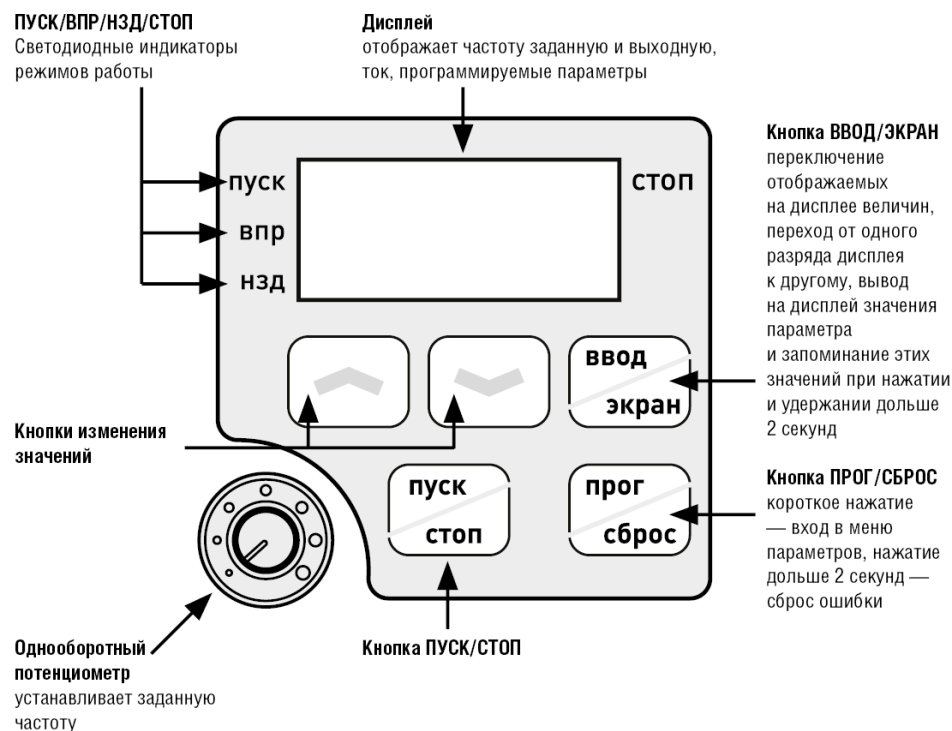 ПУСК/ВПР/НЗД/СТОП
Светодиодные индикаторы
режимов работы
Дисплей
отображает частоту заданную и выходную,
ток, программируемые параметры
Кнопка ВВОД/ЭКРАН
переключение
отображаемых
на дисплее величин,
переход от одного
разряда дисплея
к другому, вывод
на дисплей значения
параметра
и запоминание этих
значений при нажатии
и удержании дольше
2 секунд
пуск
впр
нзд
стоп
ввод
экран
Кнопки изменения
значений
пуск
стоп
прог
сброс
Кнопка ПРОГ/СБРОС
короткое нажатие
— вход в меню
параметров, нажатие
дольше 2 секунд —
сброс ошибки
Однооборотный
потенциометр
устанавливает заданную
частоту
Кнопка ПУСК/СТОП